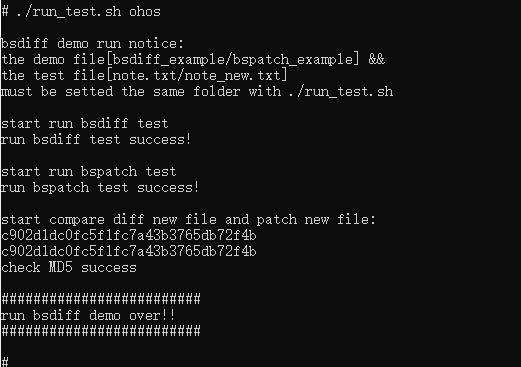 # ./run_test.sh ohos
bsdiff demo run notice:
the demo file[bsdiff_example/bspatch_example] &&
the test file[note.txt/note_new.txt]
must be setted the same folder with ./run_test.sh
start run bsdiff test
run bsdiff test success!
start run bspatch test
run bspatch test success!
start compare diff new file and patch new file:
c902d1dc0fc5f1fc7a43b3765db72f4b
c902d1dc0fc5f1fc7a43b3765db72f4b
check MD5 success
#########################
run bsdiff demo over!!
#########################
#